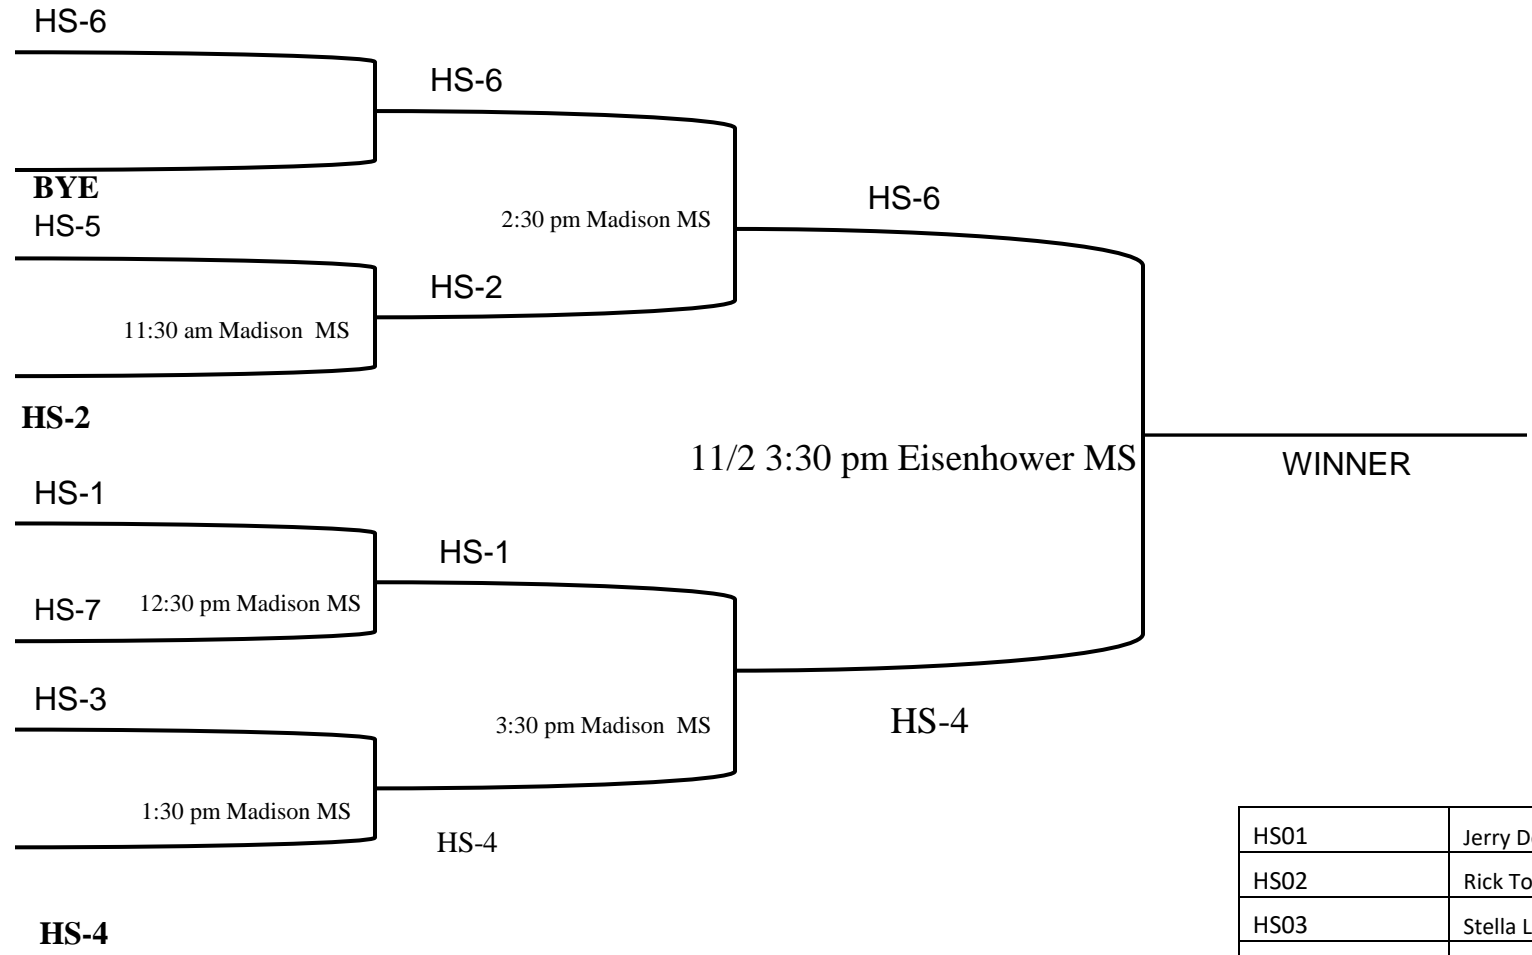 HS-6
HS-6
BYE
HS-5
2:30 pm Madison MS
HS-6
HS-2
11:30 am Madison  MS
HS-2
11/2 3:30 pm Eisenhower MS
WINNER
HS-1
HS-1
HS-7
12:30 pm Madison MS
HS-3
3:30 pm Madison  MS
HS-4
1:30 pm Madison MS
HS-4
HS-4
HS01 Jerry
HS02 Rick
HS03 Stella